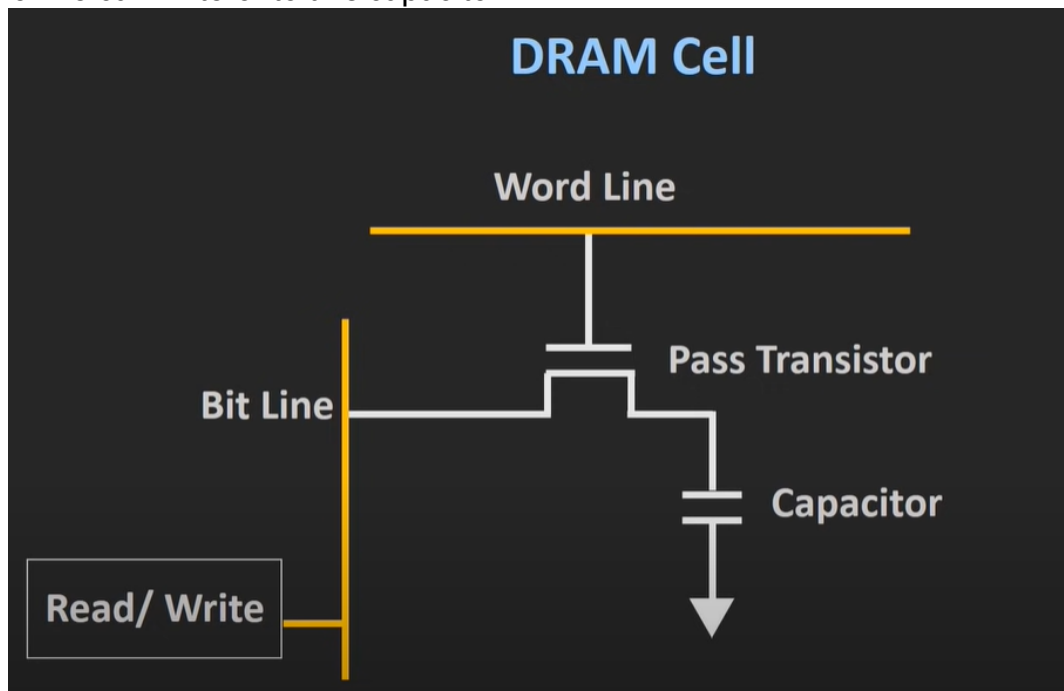 DRAM Cell
Word Line
Pass Transistor
Bit Line
Capacitor
Read/ Write